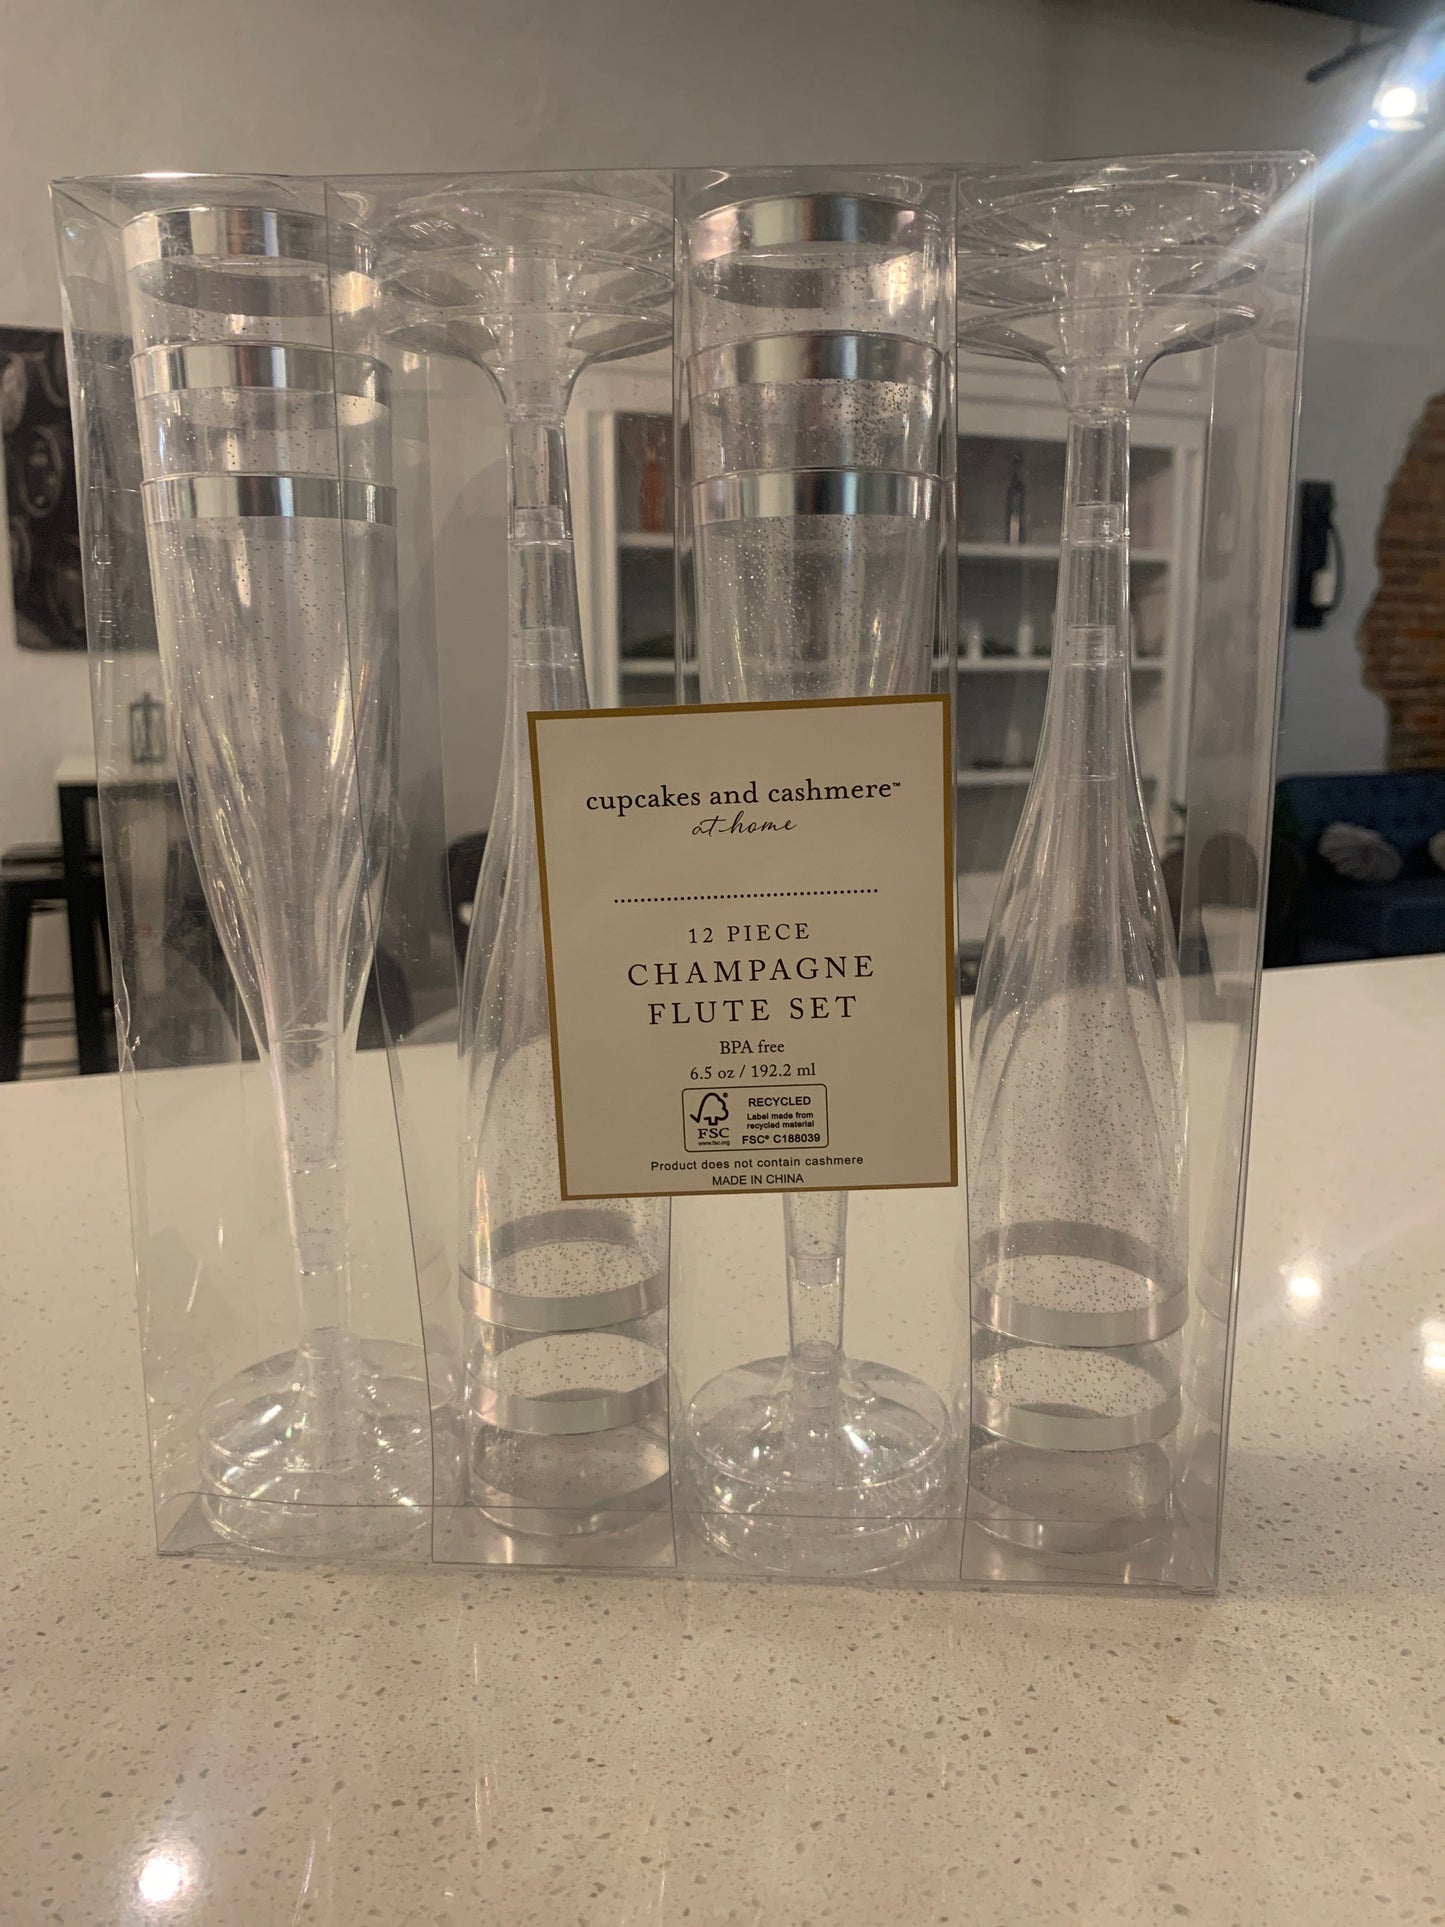 cupcakes and cashmere™
at home
12 PIECE
CHAMPAGNE
FLUTE SET
BPA free
6.5 oz / 192.2 ml
FSC®
www.fsc.org
RECYCLED
Label made from
recycled material
FSC® C188039
Product does not contain cashmere
MADE IN CHINA